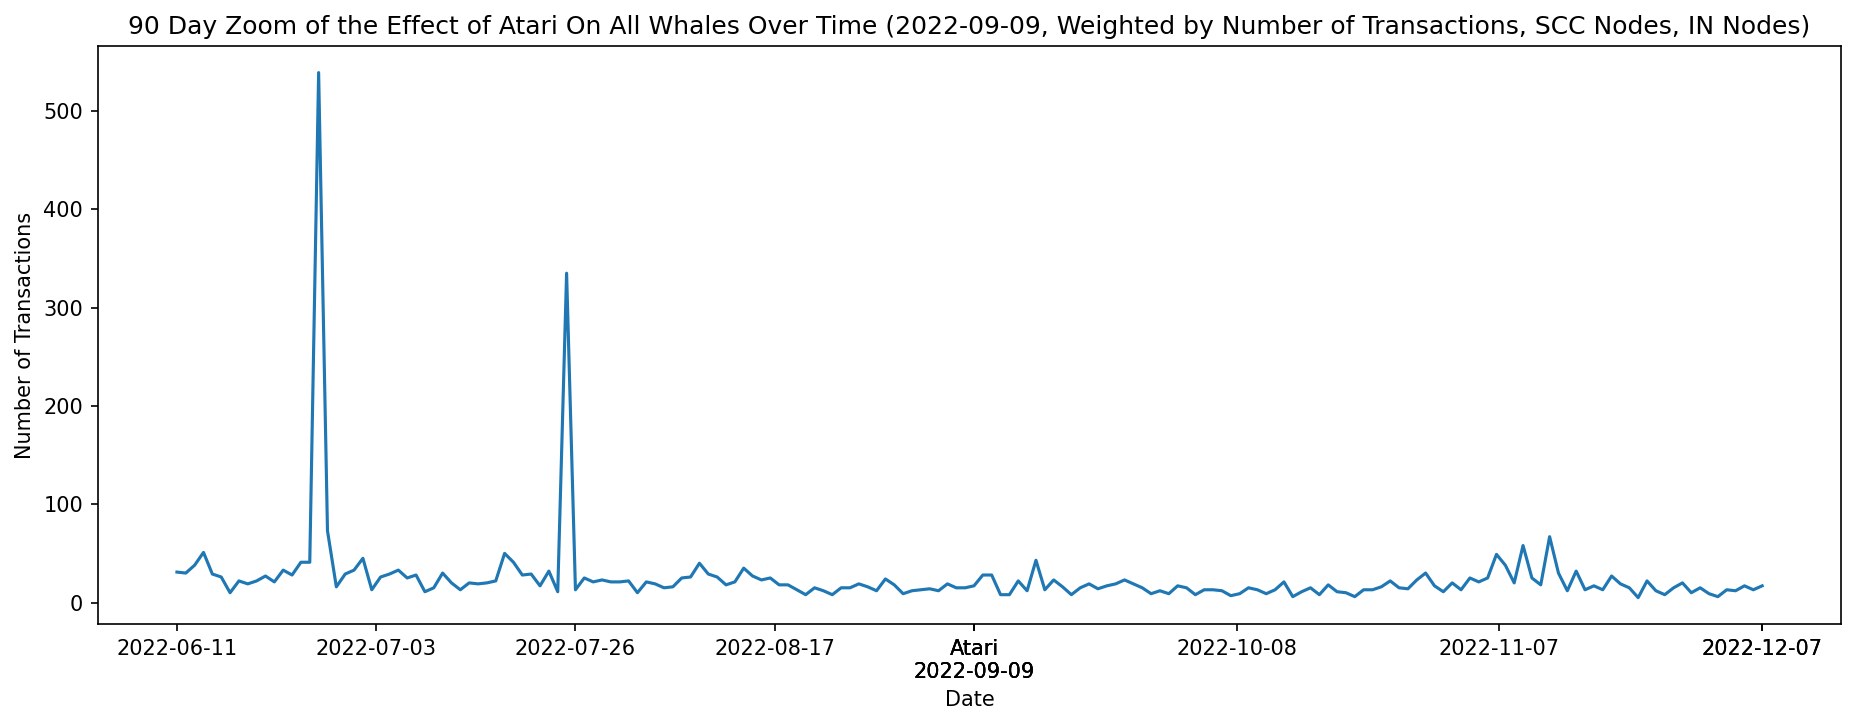 90 Day Zoom of the Effect of Atari On All Whales Over Time (2022-09-09, Weighted by Number of Transactions, SCC Nodes, IN Nodes)
Number of Transactions
500
400
300
200
100
0
2022-06-11 2022-07-03 2022-07-26 2022-08-17 Atari 2022-10-08 2022-11-07 2022-12-07
2022-09-09
Date